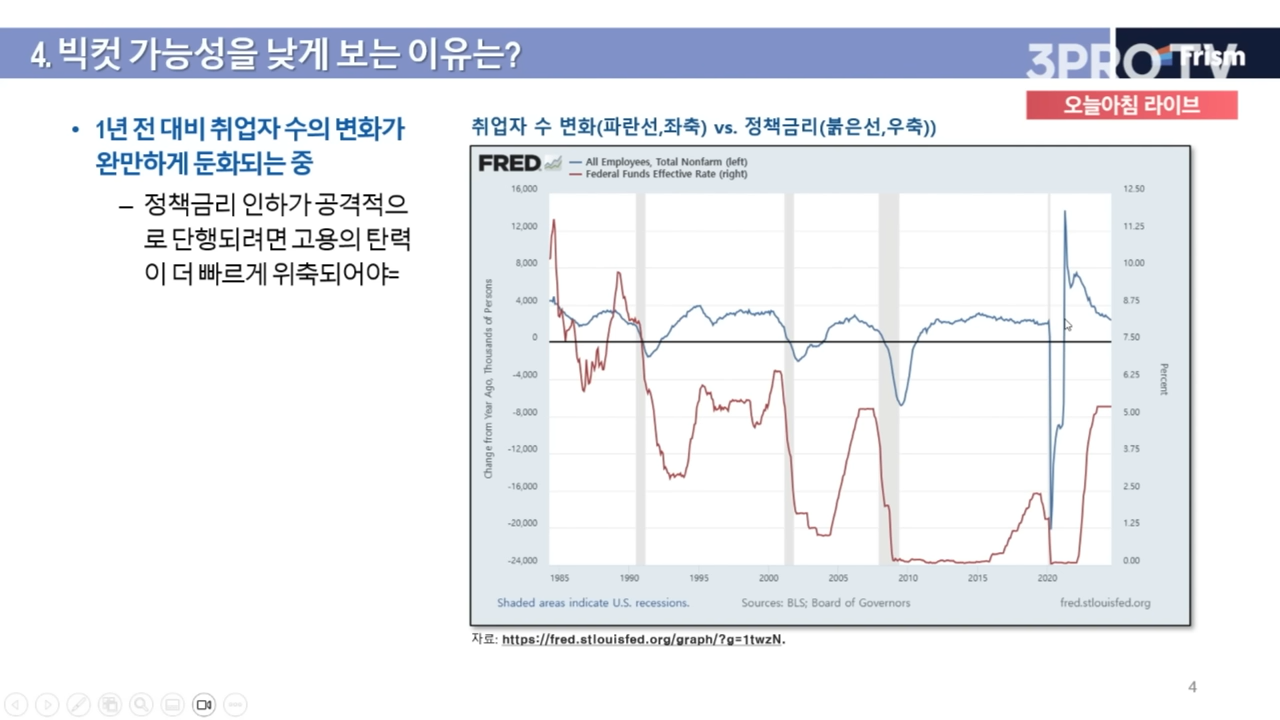 4. 빅컷 가능성을 낮게 보는 이유는?
3PRO TV
Frism
오늘아침 라이브
• 1년 전 대비 취업자 수의 변화가
완만하게 둔화되는 중
– 정책금리 인하가 공격적으
로 단행되려면 고용의 탄력
이 더 빠르게 위축되어야=
취업자 수 변화(파란선,좌축) vs. 정책금리(붉은선,우축))
FRED
All Employees, Total Nonfarm (left)
Federal Funds Effective Rate (right)
16,000
12,000
8,000
4,000
0
-4,000
-8,000
-12,000
-16,000
-20,000
-24,000
Change from Year Ago, Thousands of Persons
12.50
11.25
10.00
8.75
7.50
6.25
5.00
3.75
2.50
1.25
0.00
Percent
1985 1990 1995 2000 2005 2010 2015 2020
Shaded areas indicate U.S. recessions. Sources: BLS; Board of Governors fred.stlouisfed.org
자료: https://fred.stlouisfed.org/graph/?g=1twzN.
4